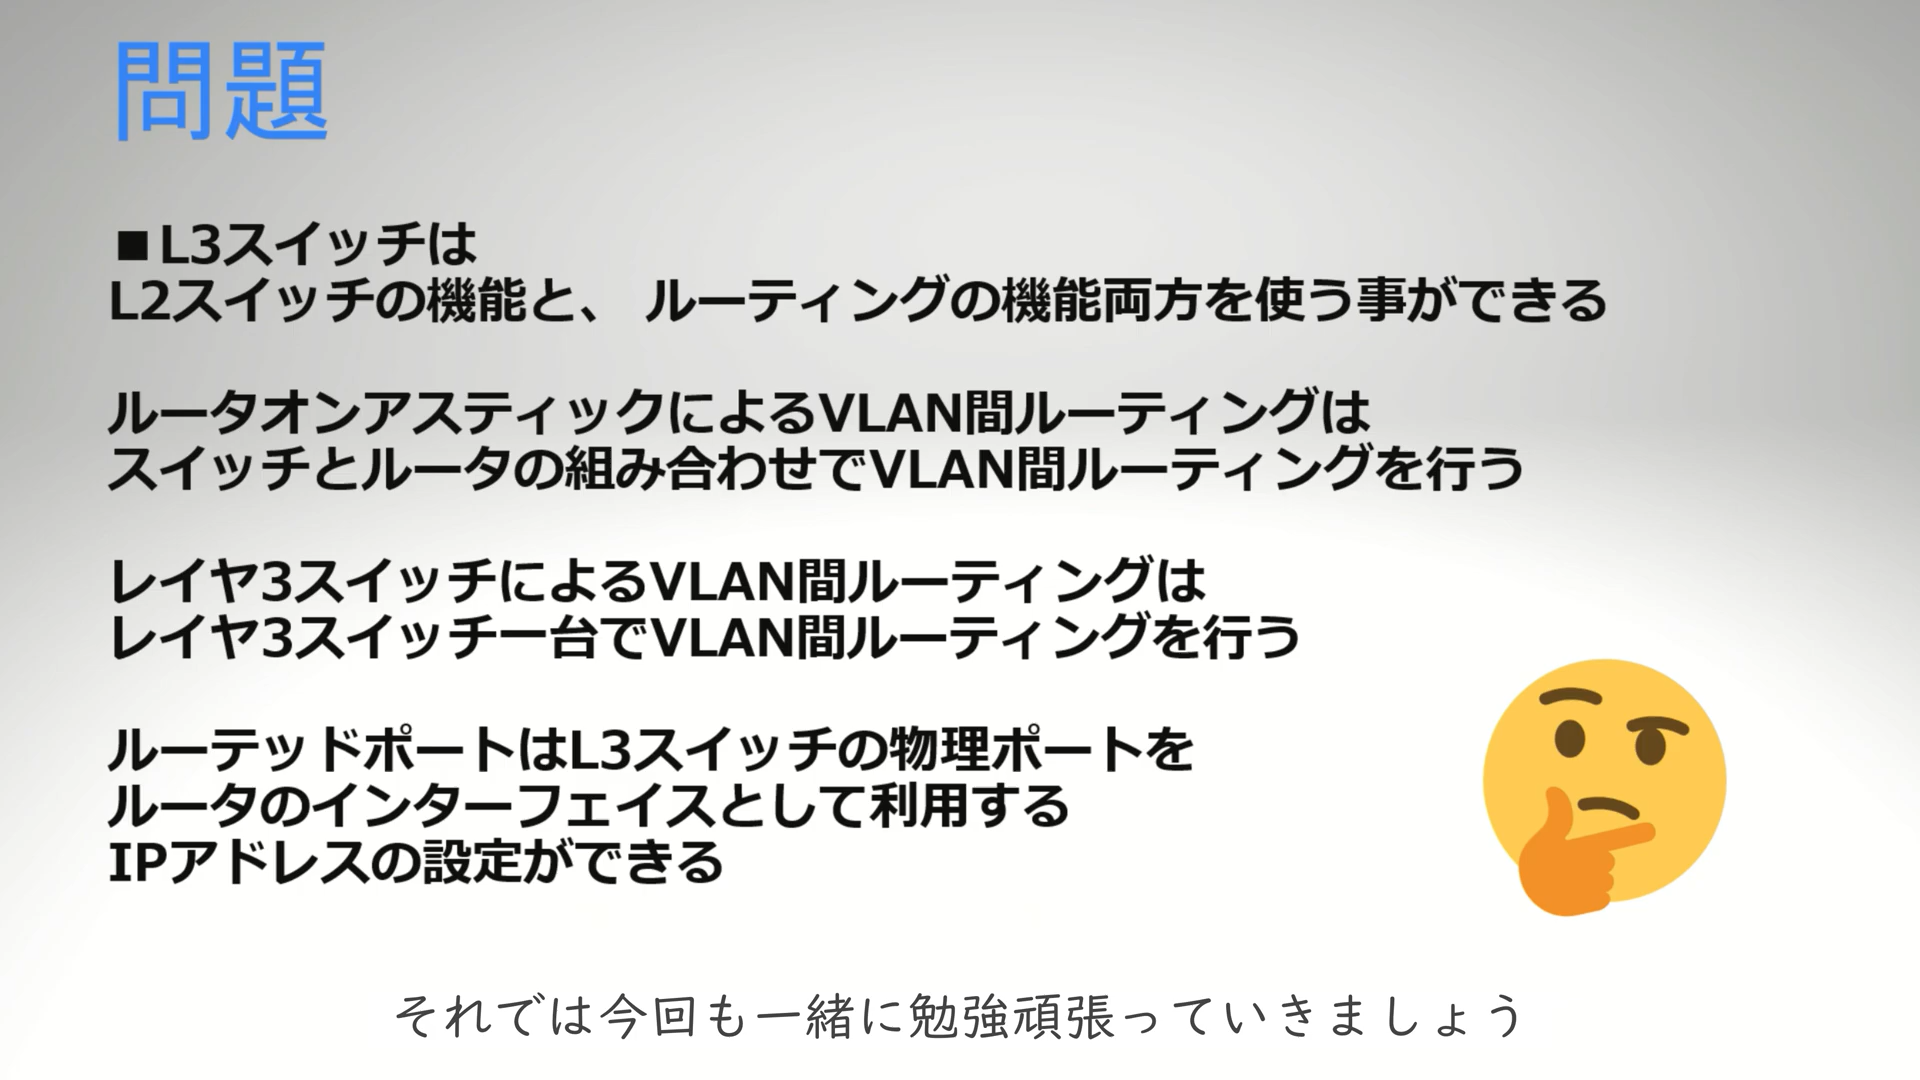 問題
■L3スイッチは
L2スイッチの機能と、 ルーティングの機能両方を使う事ができる
ルータオンアスティックによるVLAN間ルーティングは
スイッチとルータの組み合わせでVLAN間ルーティングを行う
レイヤ3スイッチによるVLAN間ルーティングは
レイヤ3スイッチ一台でVLAN間ルーティングを行う
ルーテッドポートはL3スイッチの物理ポートを
ルータのインターフェイスとして利用する
IPアドレスの設定ができる
それでは今回も一緒に勉強頑張っていきましょう